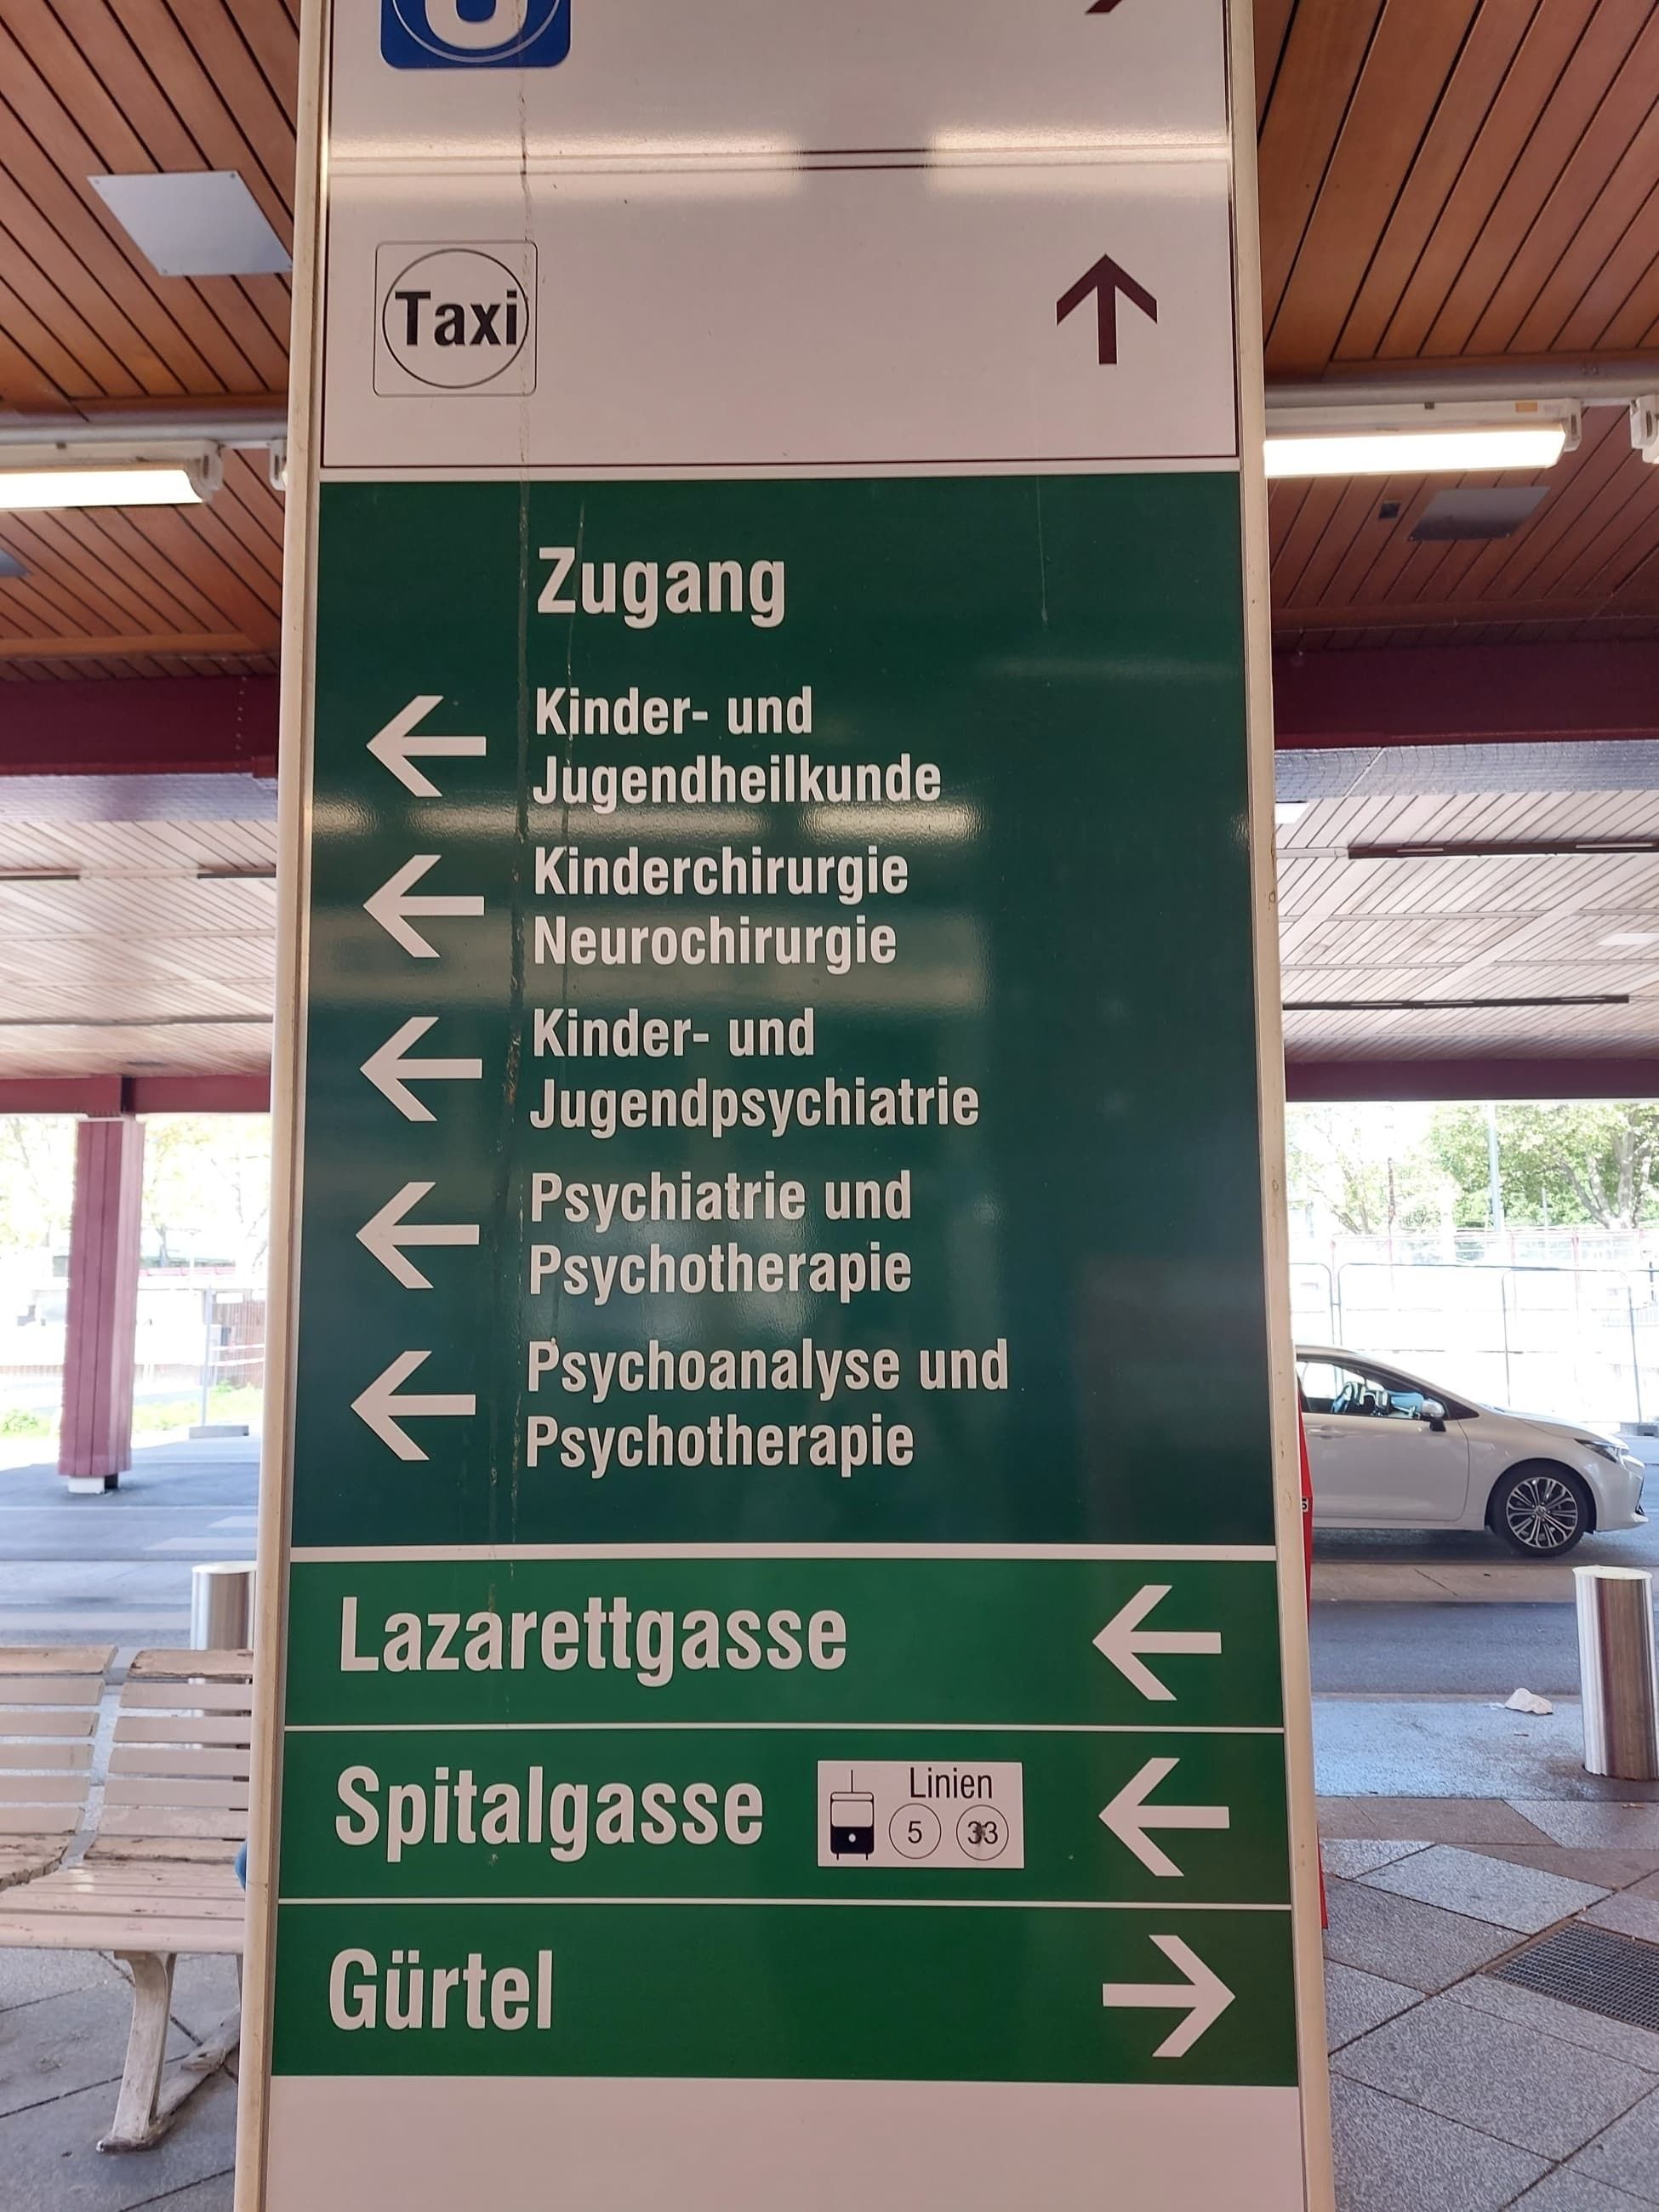 U
Taxi
Zugang
Kinder- und
Jugendheilkunde
Kinderchirurgie
Neurochirurgie
Kinder- und
Jugendpsychiatrie
Psychiatrie und
Psychotherapie
Psychoanalyse und
Psychotherapie
Lazarettgasse
Spitalgasse
Linien
5 33
Gürtel